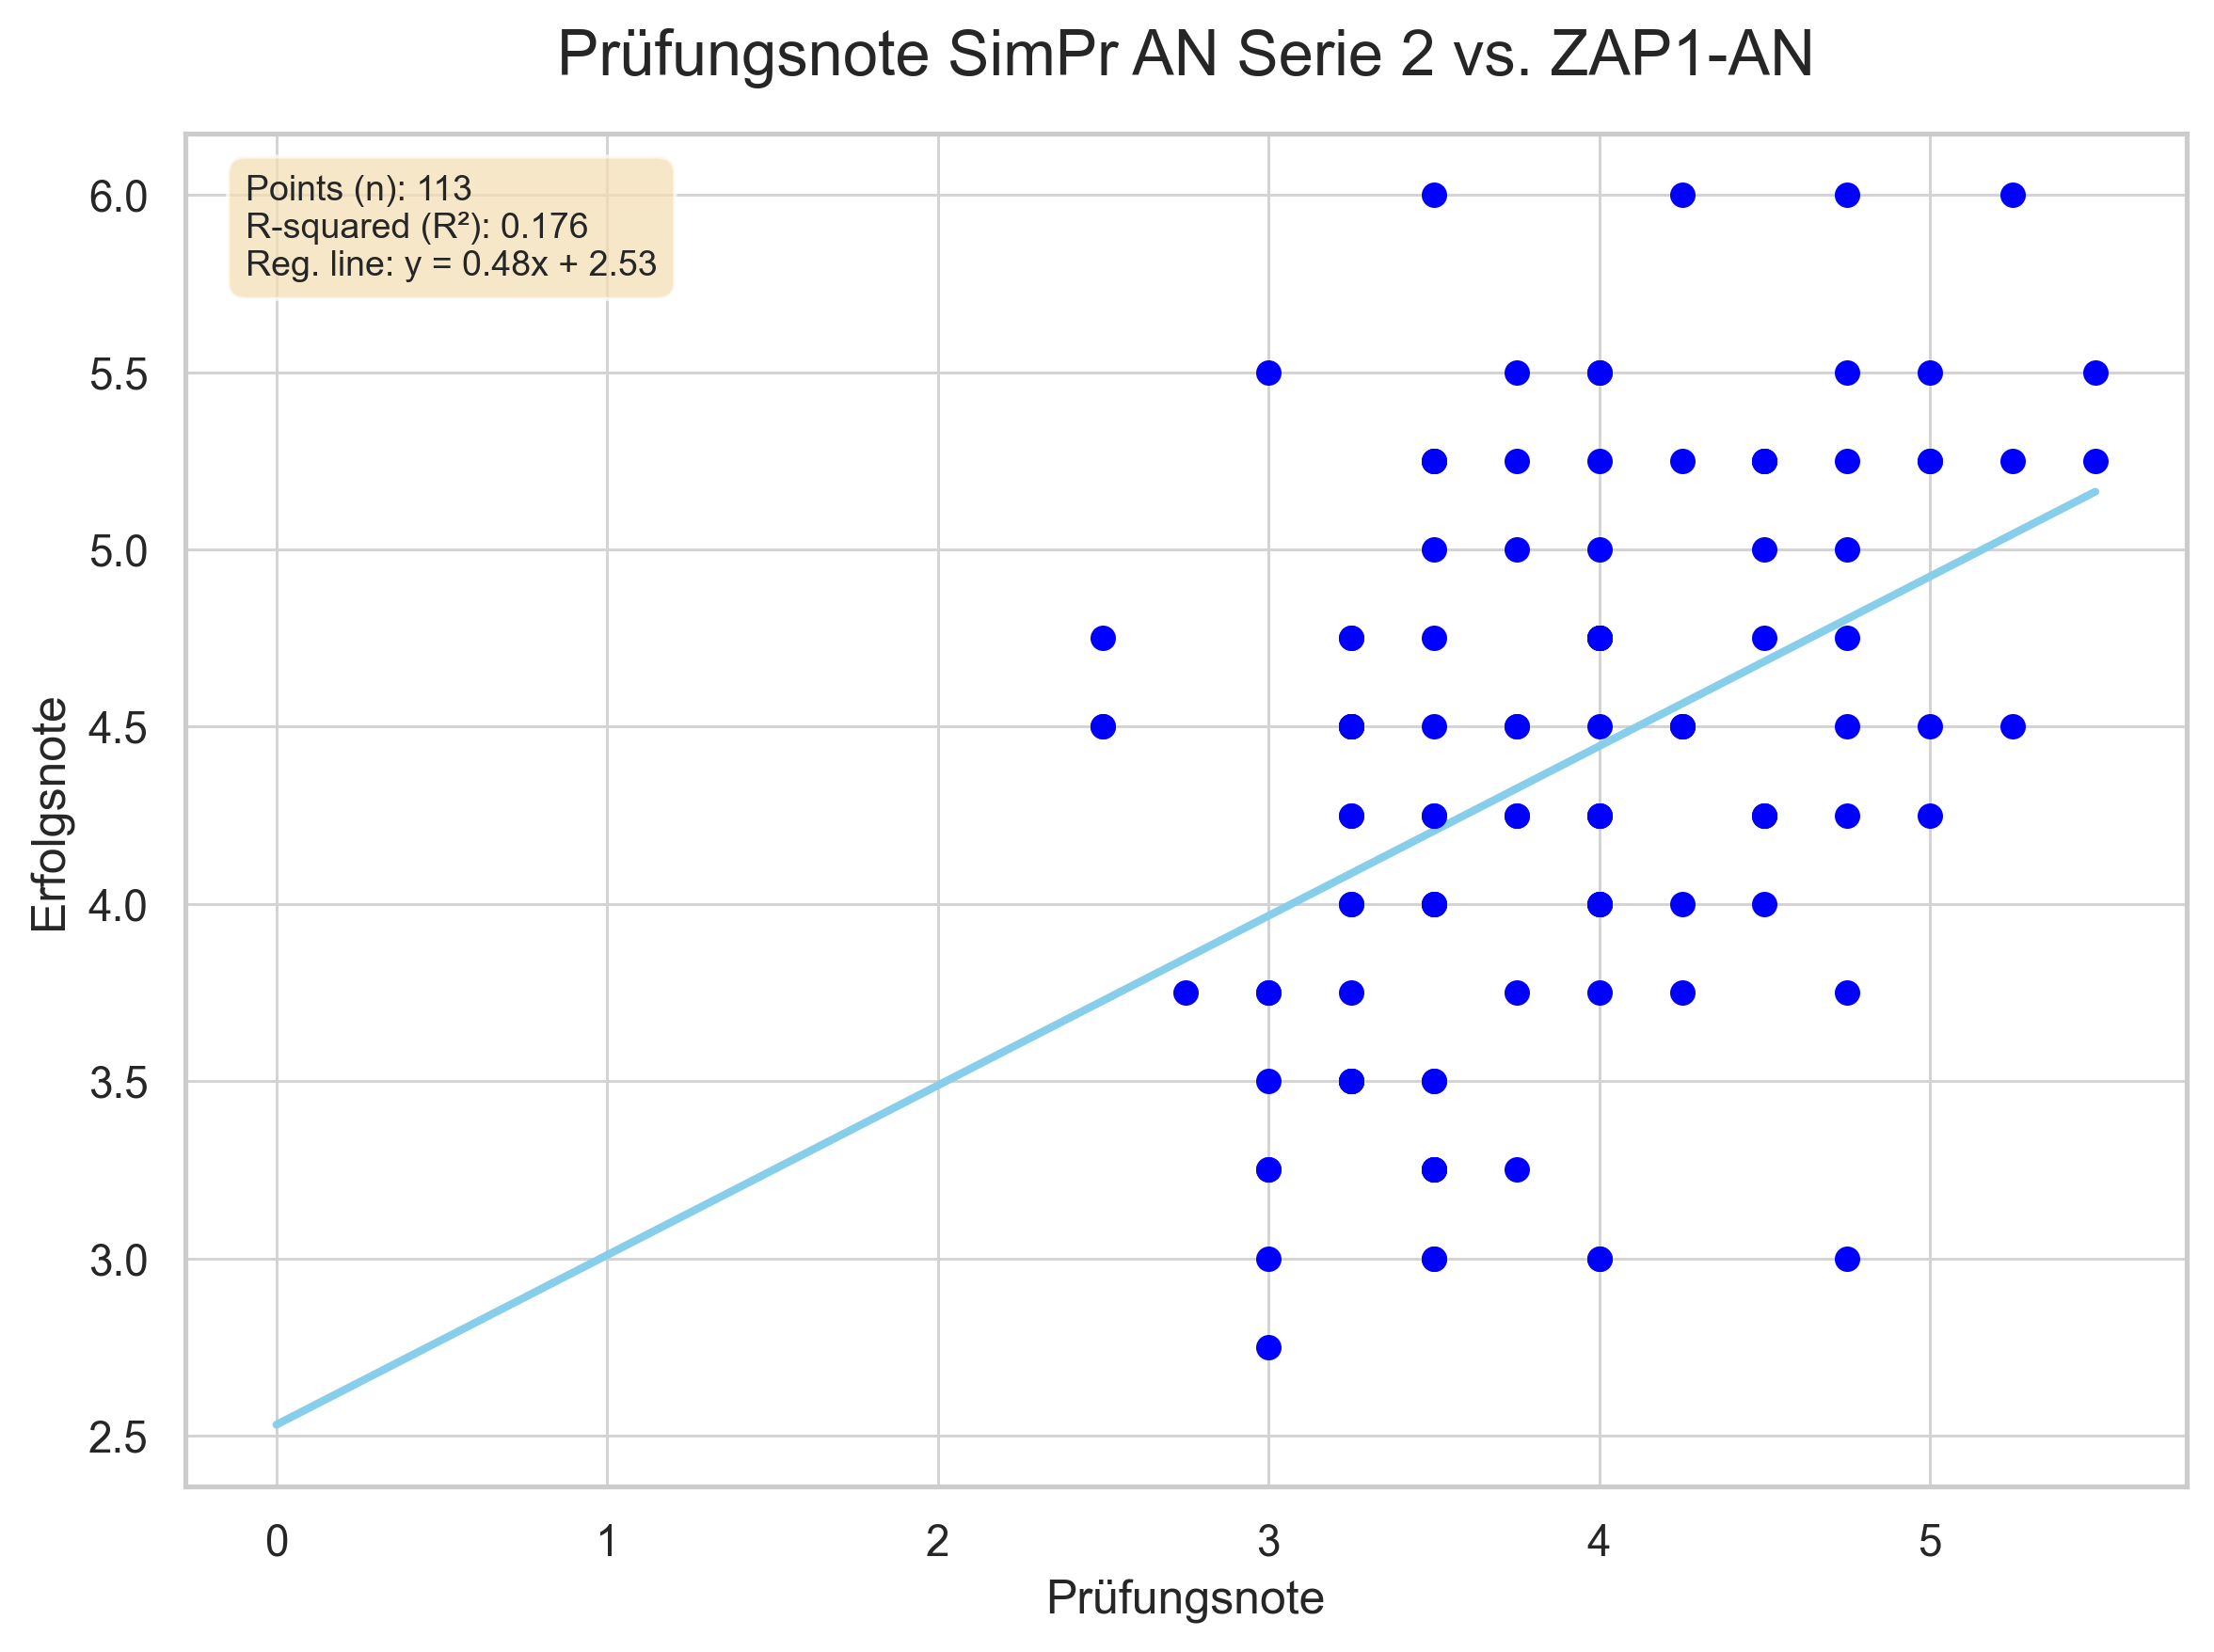 Prüfungsnote SimPr AN Serie 2 vs. ZAP1-AN
Points (n): 113
R-squared (R²): 0.176
Reg. line: y = 0.48x + 2.53
6.0
5.5
5.0
4.5
4.0
3.5
3.0
2.5
Erfolgsnote
0 1 2 3 4 5
Prüfungsnote